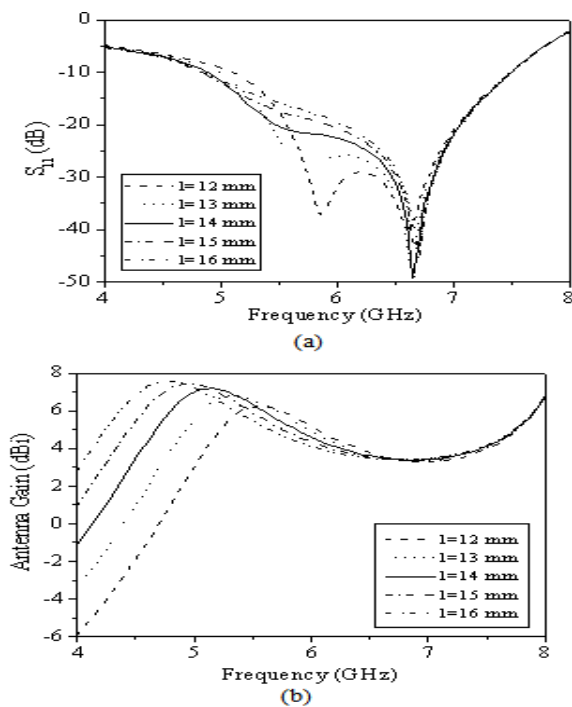 0
-10
-20
-30
-40
-50
S11 (dB)
l=12 mm
l=13 mm
l=14 mm
l=15 mm
l=16 mm
4 5 6 7 8
Frequency (GHz)
(a)
8
6
4
2
0
-2
-4
-6
Antenna Gain (dBi)
l=12 mm
l=13 mm
l=14 mm
l=15 mm
l=16 mm
4 5 6 7 8
Frequency (GHz)
(b)